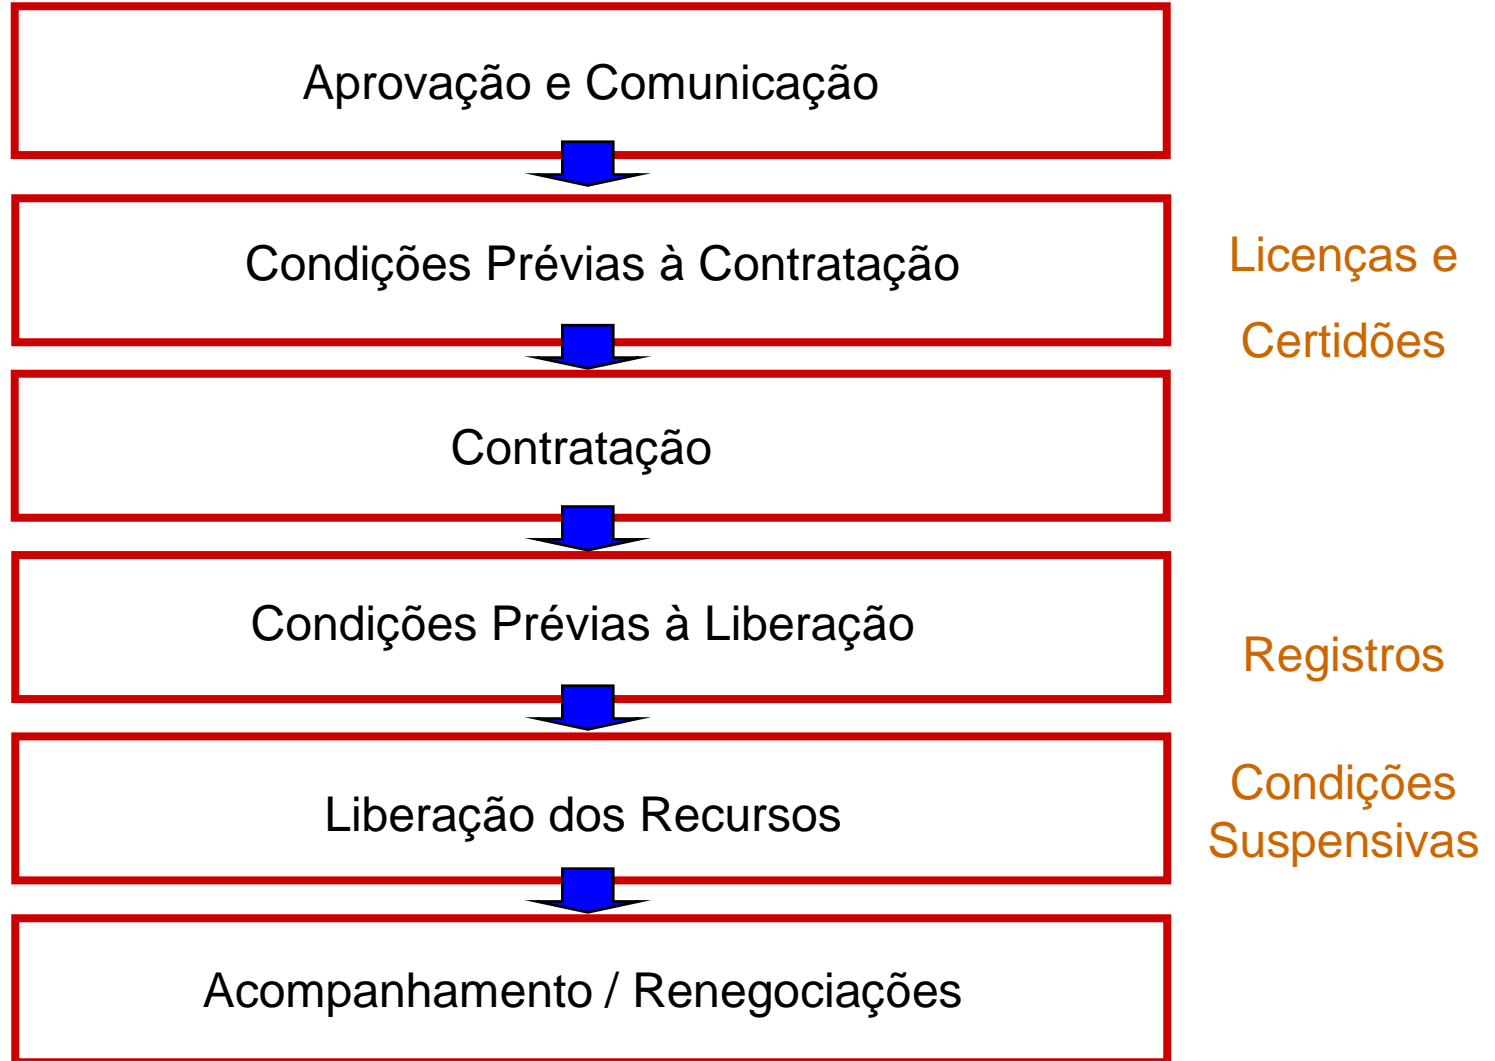 Aprovação e Comunicação
Condições Prévias à Contratação
Licenças e
Certidões
Contratação
Condições Prévias à Liberação
Registros
Liberação dos Recursos
Condições
Suspensivas
Acompanhamento / Renegociações